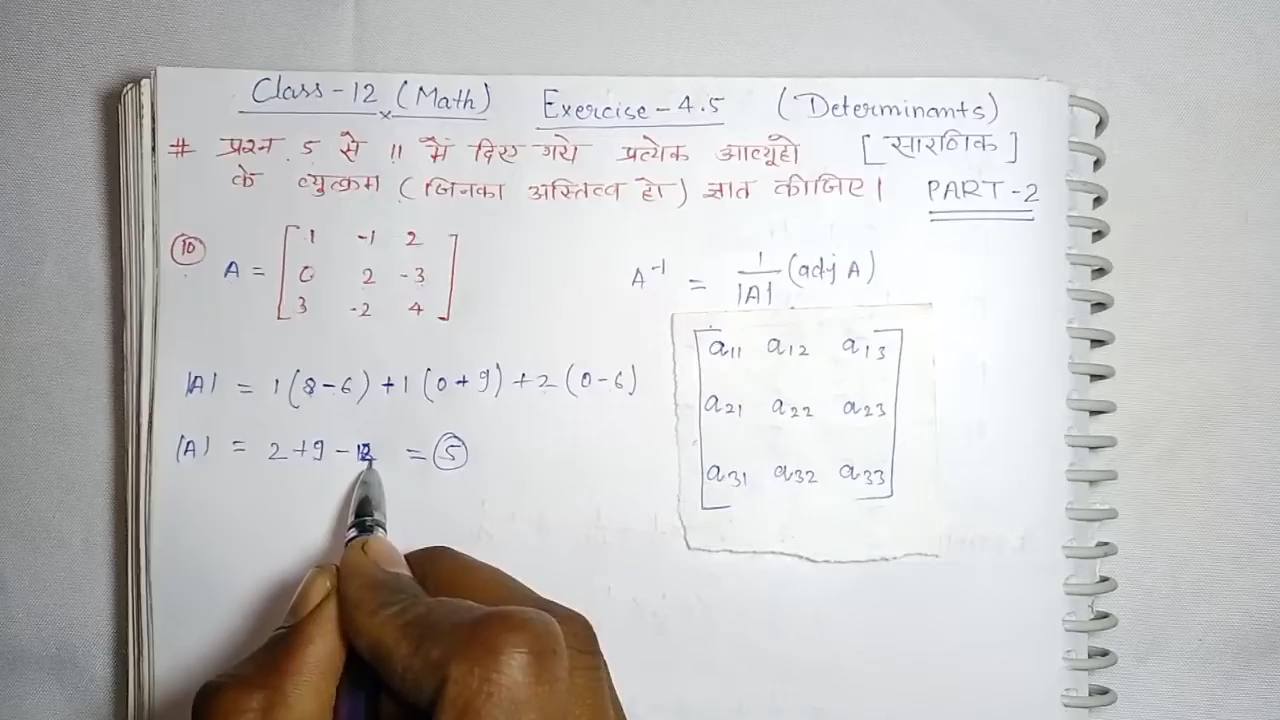 Class-12 (Math) Exercise-4.5 (Determinants)
# प्रश्न 5 से 11 में दिए गये प्रत्येक आव्यूहो [सारणिक]
के व्युत्क्रम (जिनका अस्तित्व हो) ज्ञात कीजिए। PART-2
10 A = [ 1 -1 2
0 2 -3
3 -2 4 ]
A⁻¹ = 1/|A| (adj A)
a11 a12 a13
a21 a22 a23
a31 a32 a33
|A| = 1(8-6)+1(0+9)+2(0-6)
|A| = 2+9-12 = 5